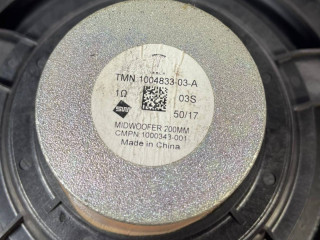 TMN 1004833-03-A
1Ω
03S
50/17
MIDWOOFER 200MM
CMPN 1000343-001
Made in China